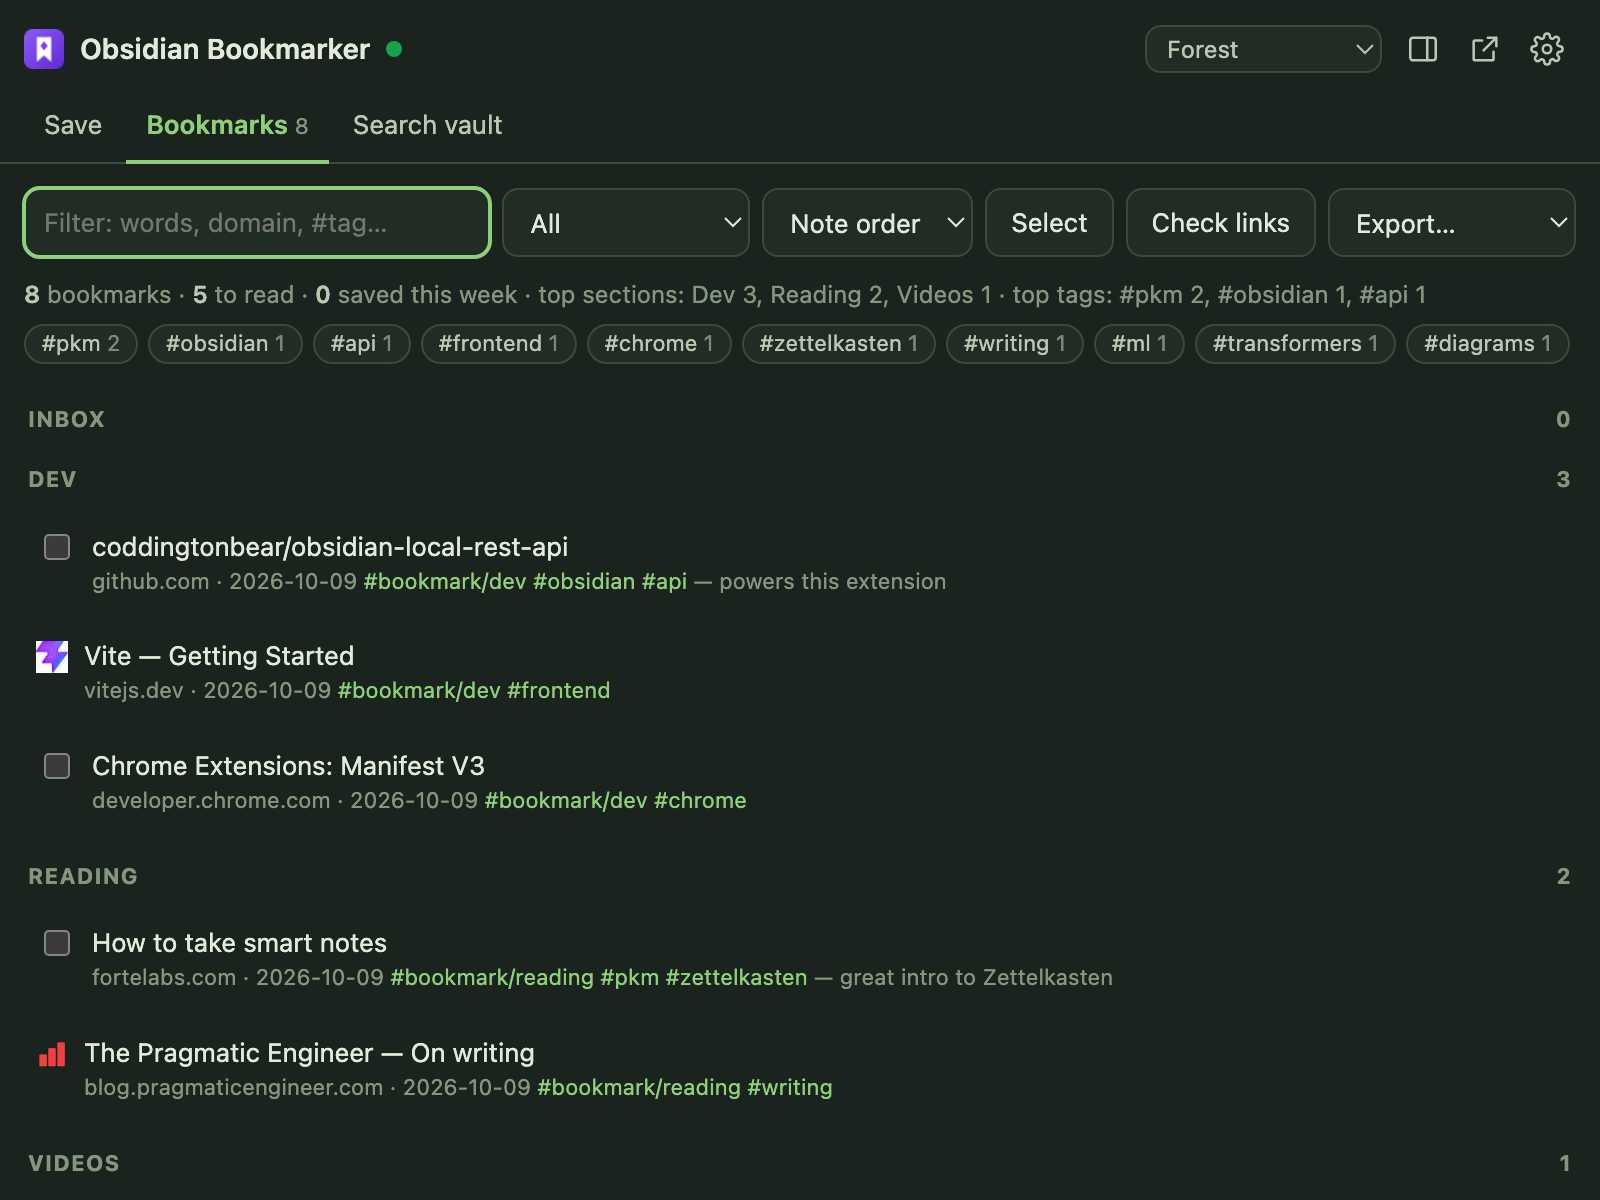 Obsidian Bookmarker
Forest
Save
Bookmarks 8
Search vault
Filter: words, domain, #tag...
All
Note order
Select
Check links
Export...
8 bookmarks · 5 to read · 0 saved this week · top sections: Dev 3, Reading 2, Videos 1 · top tags: #pkm 2, #obsidian 1, #api 1
#pkm 2
#obsidian 1
#api 1
#frontend 1
#chrome 1
#zettelkasten 1
#writing 1
#ml 1
#transformers 1
#diagrams 1
INBOX 0
DEV 3
coddingtonbear/obsidian-local-rest-api
github.com · 2026-10-09 #bookmark/dev #obsidian #api — powers this extension
Vite — Getting Started
vitejs.dev · 2026-10-09 #bookmark/dev #frontend
Chrome Extensions: Manifest V3
developer.chrome.com · 2026-10-09 #bookmark/dev #chrome
READING 2
How to take smart notes
fortelabs.com · 2026-10-09 #bookmark/reading #pkm #zettelkasten — great intro to Zettelkasten
The Pragmatic Engineer — On writing
blog.pragmaticengineer.com · 2026-10-09 #bookmark/reading #writing
VIDEOS 1